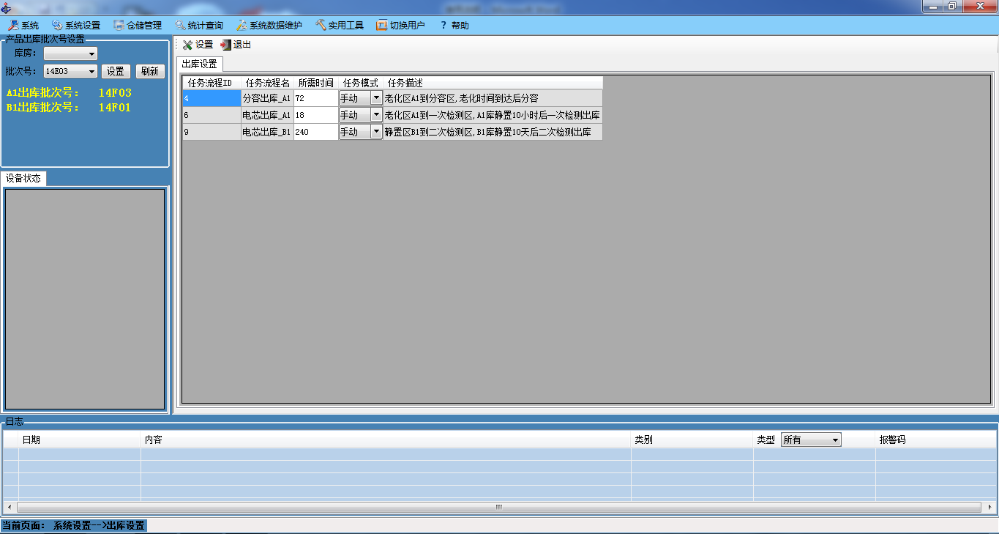 系统 系统设置 仓储管理 统计查询 系统数据维护 实用工具 切换用户 ? 帮助
产品出库批次号设置
库房：
批次号： 14E03 设置 刷新
A1出库批次号： 14F03
B1出库批次号： 14F01
设备状态
设置 退出
出库设置
任务流程ID 任务流程名 所需时间 任务模式 任务描述
4 分容出库_A1 72 手动 老化区A1到分容区,老化时间到达后分容
6 电芯出库_A1 18 手动 老化区A1到一次检测区,A1库静置10小时后一次检测出库
9 电芯出库_B1 240 手动 静置区B1到二次检测区,B1库静置10天后二次检测出库
日志
日期 内容 类别 类型 所有 报警码
当前页面： 系统设置-->出库设置